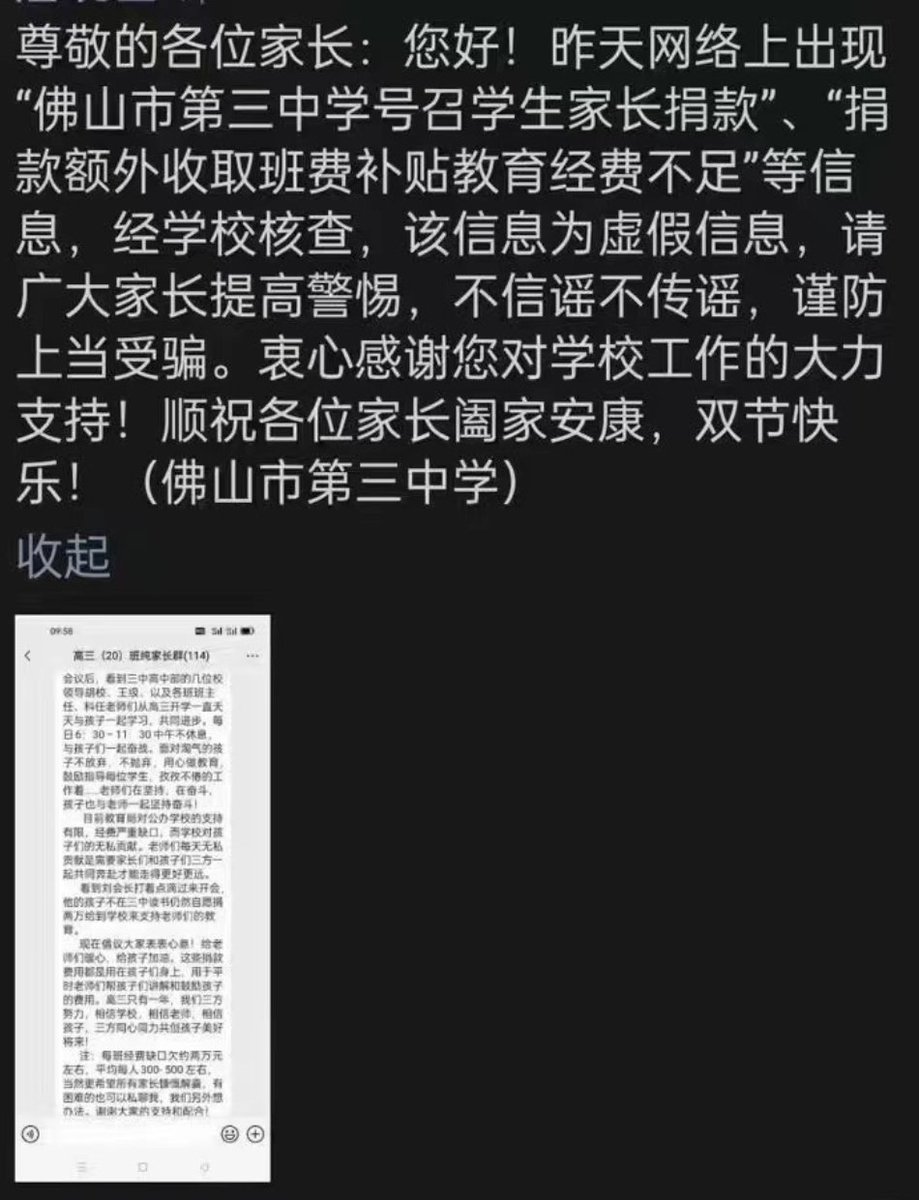 尊敬的各位家长：您好！昨天网络上出现
“佛山市第三中学号召学生家长捐款”、“捐
款额外收取班费补贴教育经费不足”等信
息，经学校核查，该信息为虚假信息，请
广大家长提高警惕，不信谣不传谣，谨防
上当受骗。衷心感谢您对学校工作的大力
支持！顺祝各位家长阖家安康，双节快
乐！（佛山市第三中学）
收起
09:58
高三（20）班纯家长群(114)
会议后，看到三中高中部的几位校
领导胡校、王级、以及各班班主
任、科任老师们从高三开学一直天
天与孩子一起学习，共同进步。每
日6：30－11 30中午不休息，
与孩子们一起奋战。面对淘气的孩
子不放弃，不抛弃，用心做教育，
鼓励指导每位学生，孜孜不倦的工
作着....老师们在坚持，在奋斗，
孩子也与老师一起坚持奋斗！
目前教育局对公办学校的支持
有限，经费严重缺口，而学校对孩
子们的无私贡献。老师们每天无私
贡献是需要家长们和孩子们三方一
起共同奔赴才能走得更好更远。
看到刘会长打着点滴过来开会，
他的孩子不在三中读书仍然自愿捐
两万给到学校来支持老师们的教
育。
现在倡议大家表表心意！给老
师们暖心，给孩子加油。这些捐款
费用都是用在孩子们身上，用于平
时老师们帮孩子们讲解和鼓励孩子
的费用。高三只有一年，我们三方
努力，相信学校，相信老师，相信
孩子，三方同心同力共创孩子美好
将来！
注：每班经费缺口欠约两万元
左右，平均每人300-500左右，
当然更希望所有家长慷慨解囊，有
困难的也可以私聊我，我们另外想
办法。谢谢大家的支持和配合！